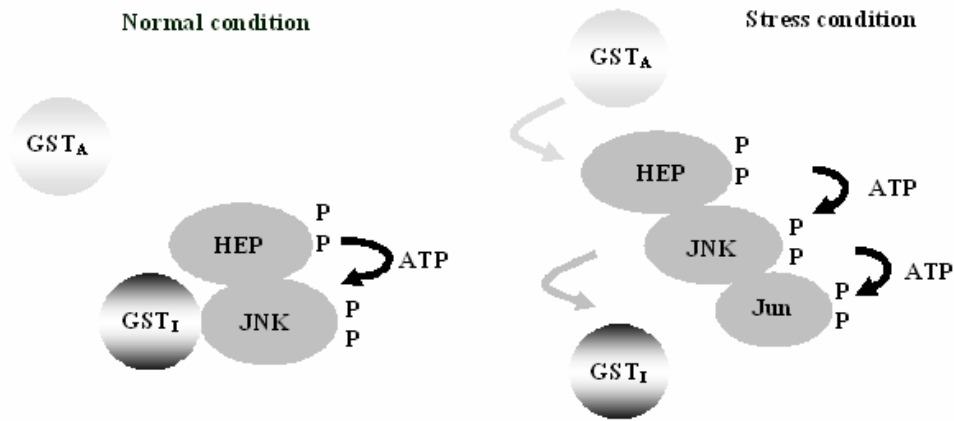 Normal condition
GSTA
HEP
P
P
ATP
GSTI
JNK
P
P
Stress condition
GSTA
HEP
P
P
ATP
JNK
P
P
ATP
Jun
P
P
GSTI